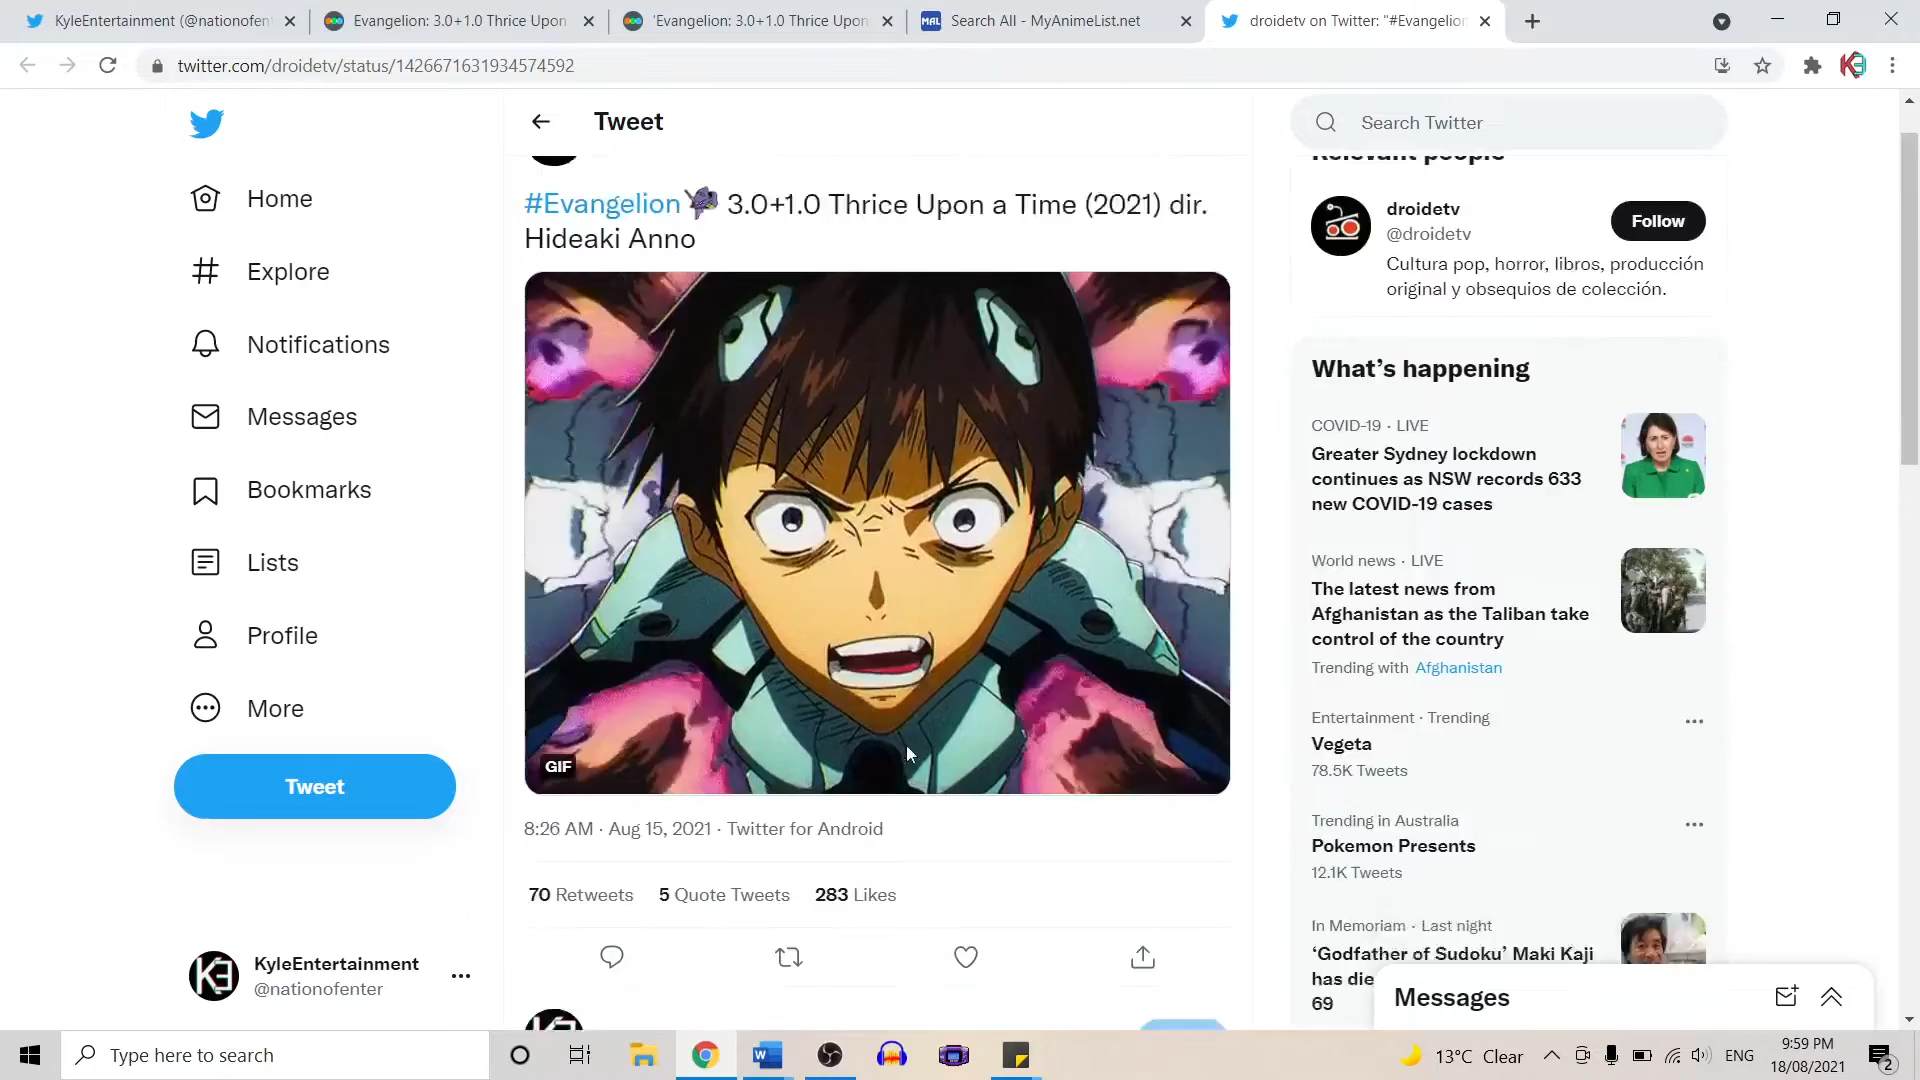 KyleEntertainment (@nationofent
Evangelion: 3.0+1.0 Thrice Upon
'Evangelion: 3.0+1.0 Thrice Upon
MAL
Search All - MyAnimeList.net
droidetv on Twitter: "#Evangelion
twitter.com/droidetv/status/1426671631934574592
Tweet
Search Twitter
Home
Explore
Notifications
Messages
Bookmarks
Lists
Profile
More
Tweet
KyleEntertainment
@nationofenter
#Evangelion 3.0+1.0 Thrice Upon a Time (2021) dir.
Hideaki Anno
GIF
8:26 AM · Aug 15, 2021 · Twitter for Android
70 Retweets 5 Quote Tweets 283 Likes
Relevant people
droidetv
@droidetv
Follow
Cultura pop, horror, libros, producción
original y obsequios de colección.
What's happening
COVID-19 · LIVE
Greater Sydney lockdown
continues as NSW records 633
new COVID-19 cases
World news · LIVE
The latest news from
Afghanistan as the Taliban take
control of the country
Trending with Afghanistan
Entertainment · Trending
Vegeta
78.5K Tweets
Trending in Australia
Pokemon Presents
12.1K Tweets
In Memoriam · Last night
'Godfather of Sudoku' Maki Kaji
has die
69
Messages
Type here to search
13°C Clear
ENG
9:59 PM
18/08/2021
2